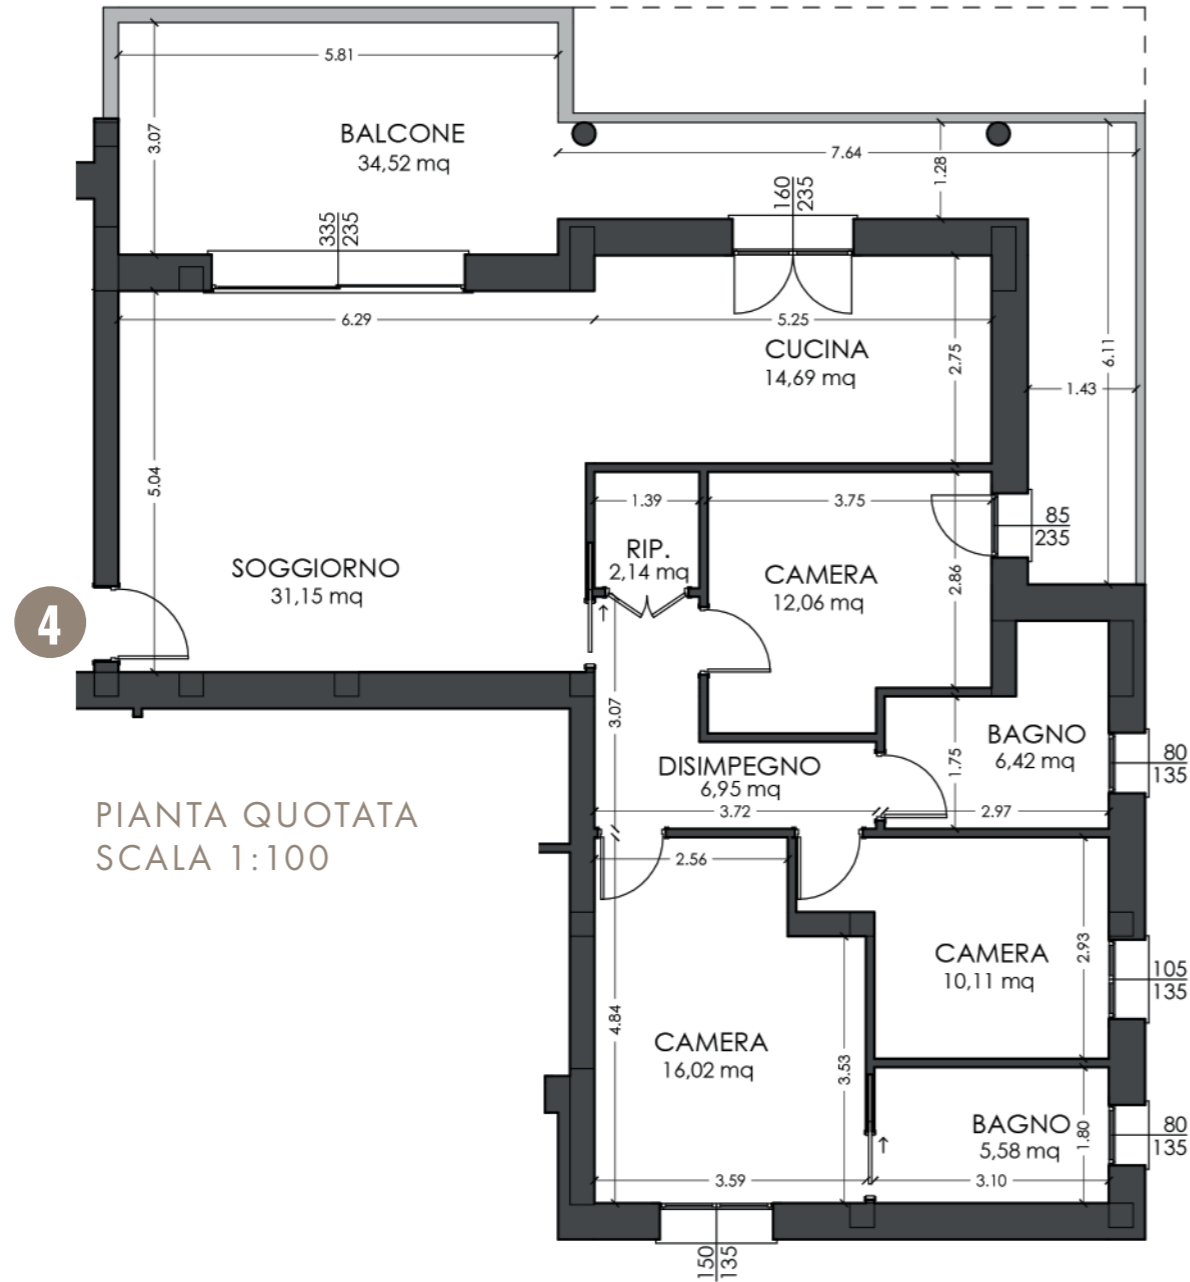 5.81
3.07
BALCONE
34,52 mq
7.64
1.28
6.11
160
235
335
235
6.29
5.25
CUCINA
14,69 mq
2.75
1.43
5.04
1.39
3.75
85
235
RIP.
2,14 mq
SOGGIORNO
31,15 mq
CAMERA
12,06 mq
2.86
4
3.07
BAGNO
6,42 mq
1.75
80
135
DISIMPEGNO
6,95 mq
3.72
2.97
PIANTA QUOTATA
SCALA 1:100
2.56
CAMERA
10,11 mq
2.93
105
135
4.84
CAMERA
16,02 mq
3.53
BAGNO
5,58 mq
1.80
80
135
3.59
3.10
150
135